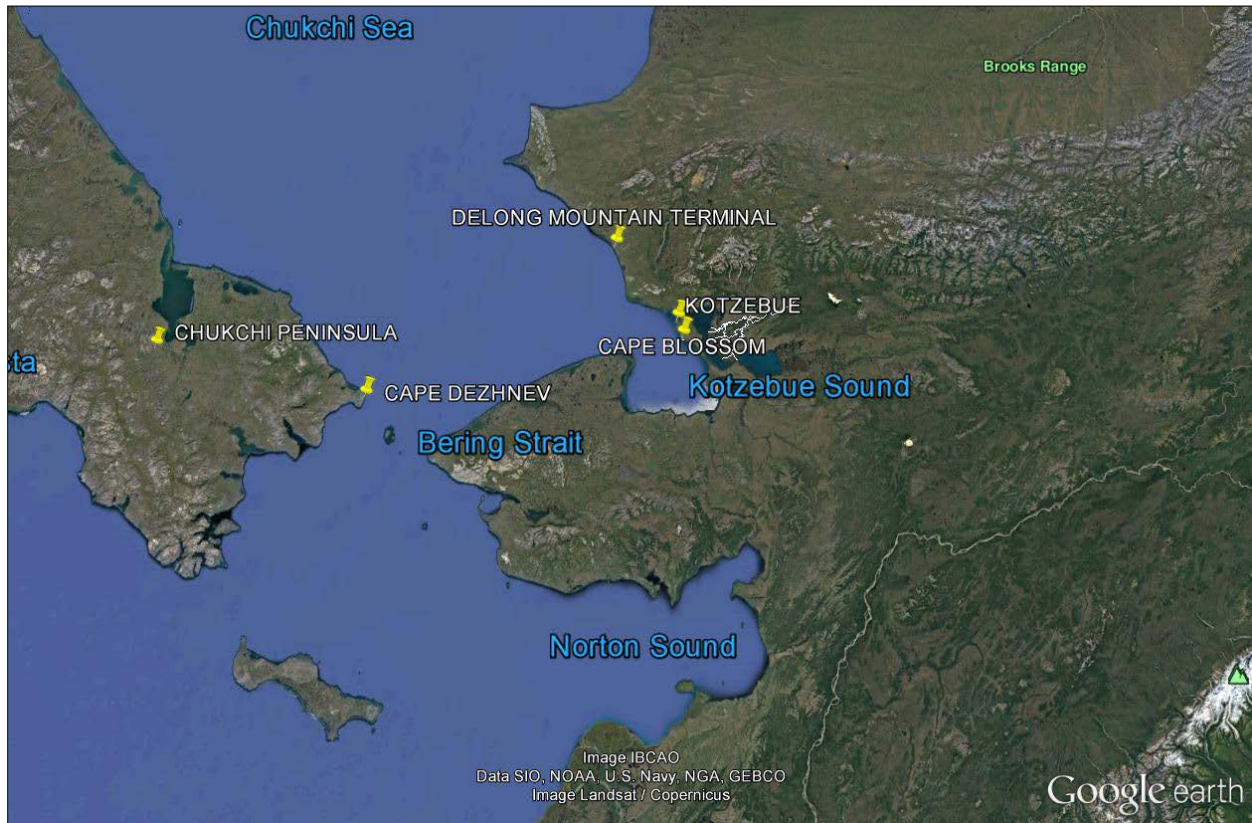 Chukchi Sea
Brooks Range
DELONG MOUNTAIN TERMINAL
KOTZEBUE
CHUKCHI PENINSULA
CAPE BLOSSOM
sta
Kotzebue Sound
CAPE DEZHNEV
Bering Strait
Norton Sound
Image IBCAO
Data SIO, NOAA, U.S. Navy, NGA, GEBCO
Image Landsat / Copernicus
Google earth